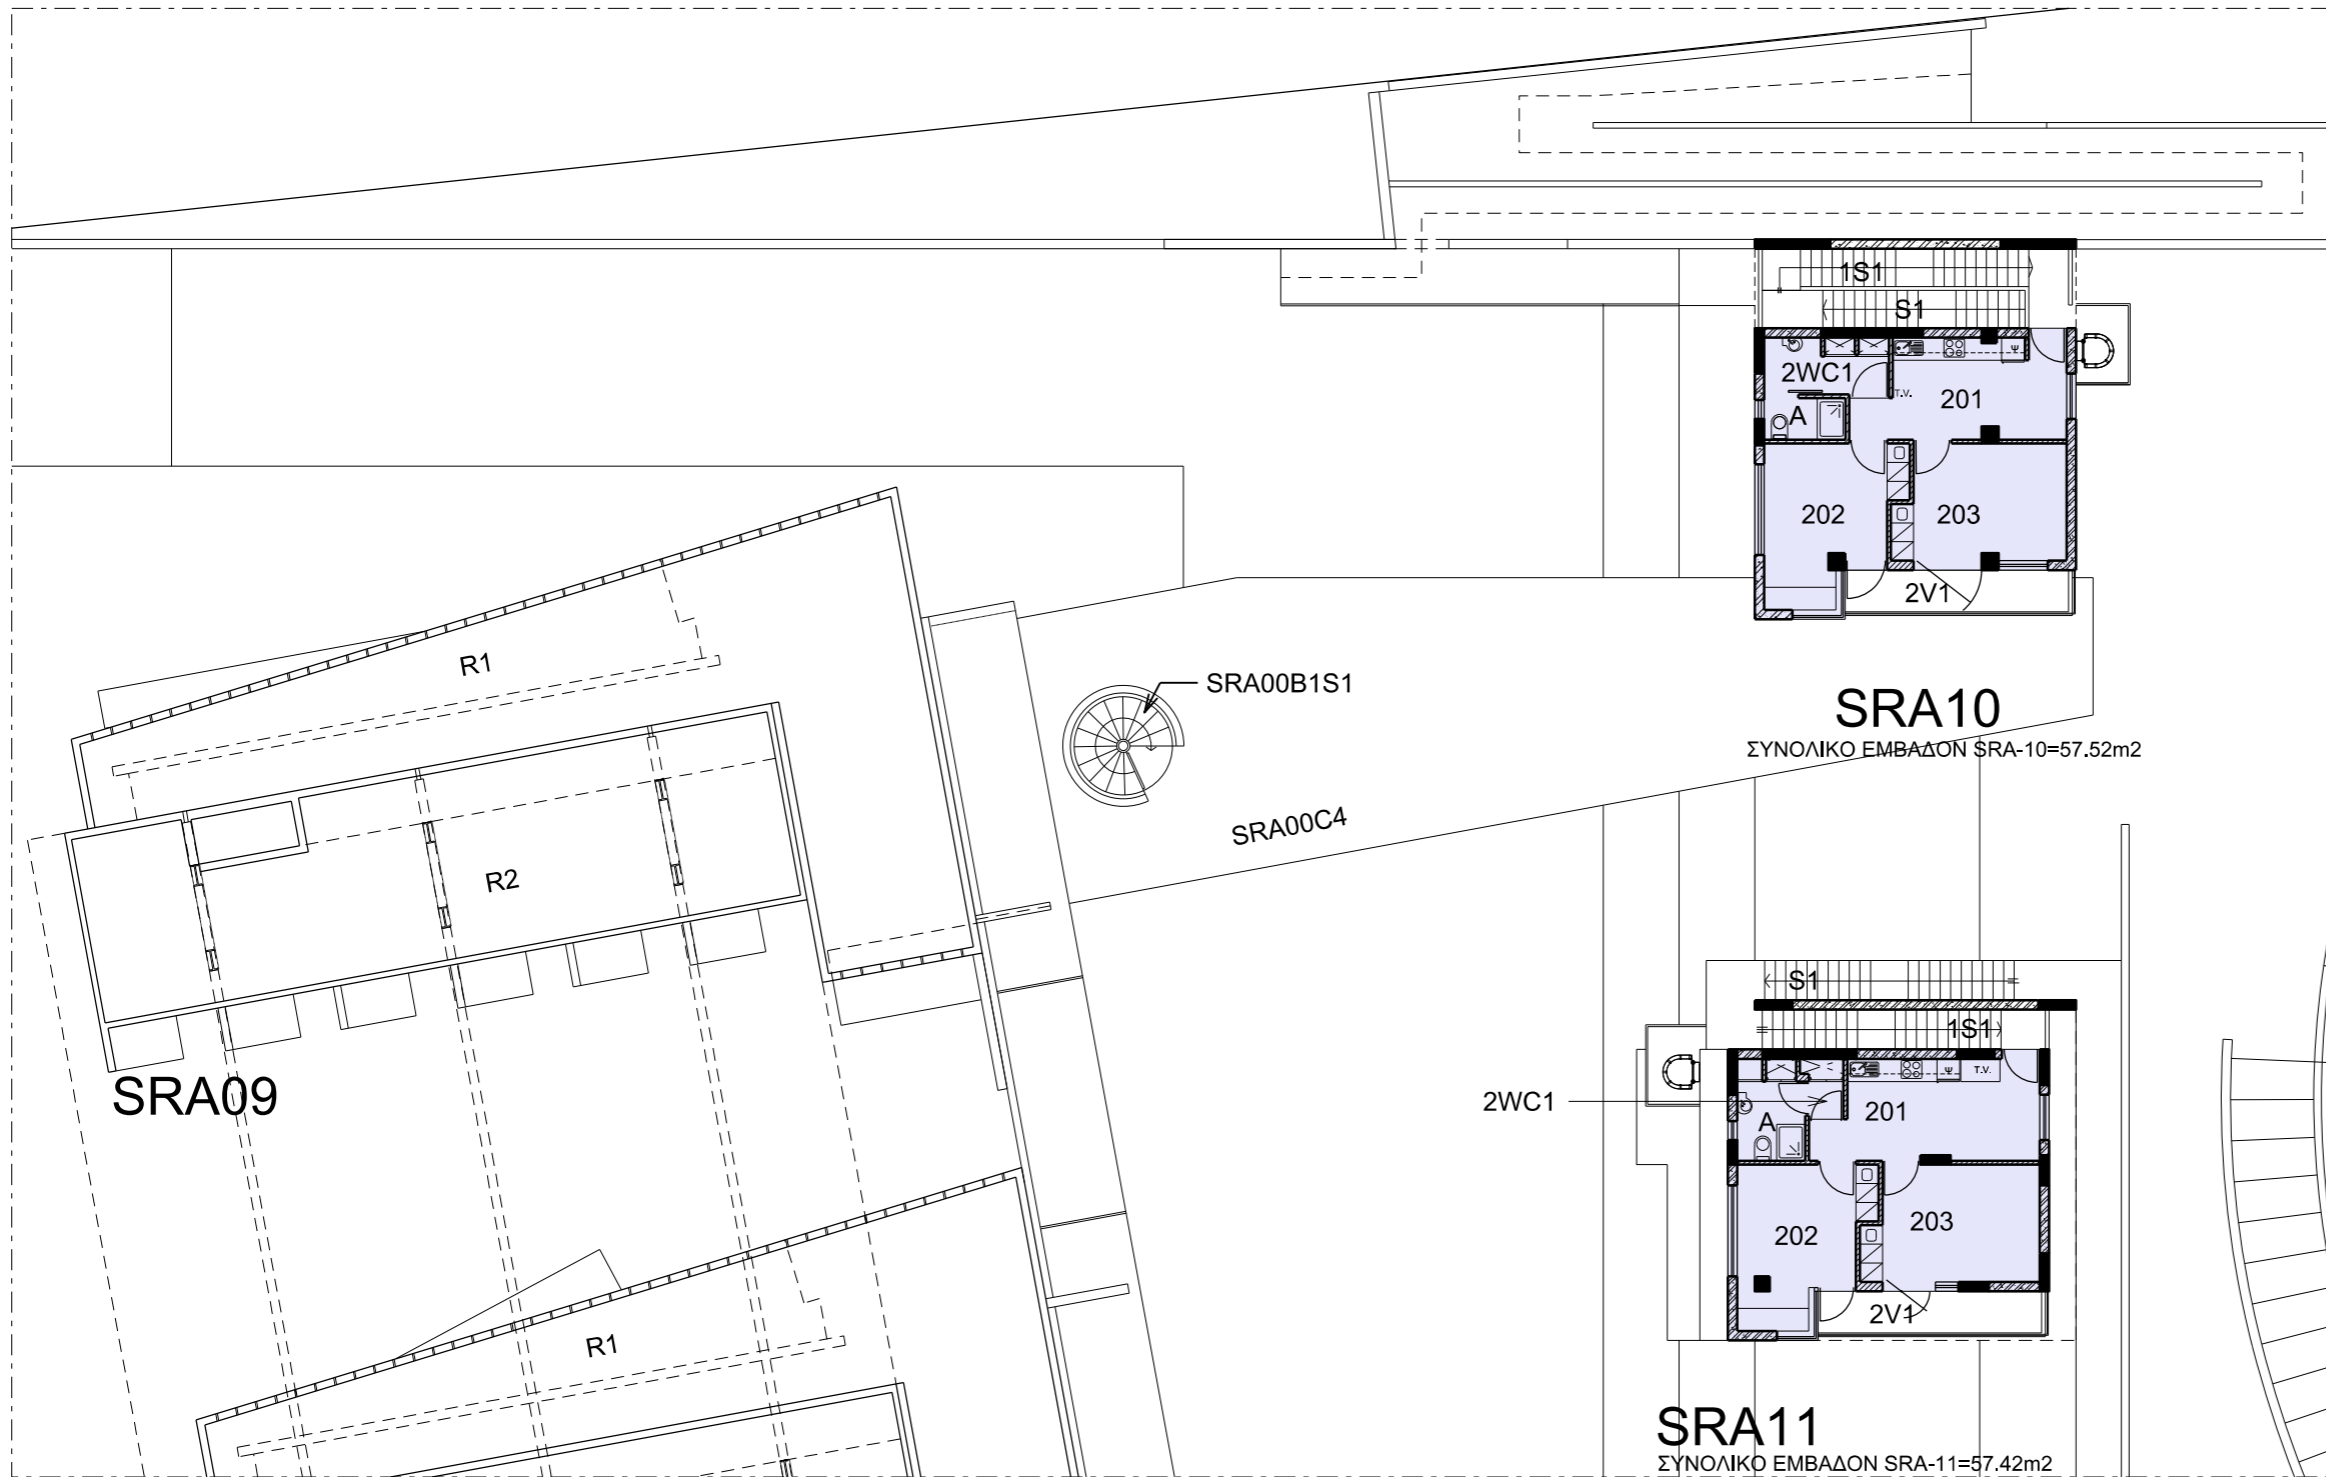 1S1
S1
2WC1
T.V.
201
A
202
203
2V1
Ψ
R1
SRA00B1S1
SRA10
ΣΥΝΟΛΙΚΟ ΕΜΒΑΔΟΝ SRA-10=57.52m2
SRA00C4
R2
S1
1S1
SRA09
2WC1
Ψ
T.V.
201
A
202
203
2V1
R1
SRA11
ΣΥΝΟΛΙΚΟ ΕΜΒΑΔΟΝ SRA-11=57.42m2